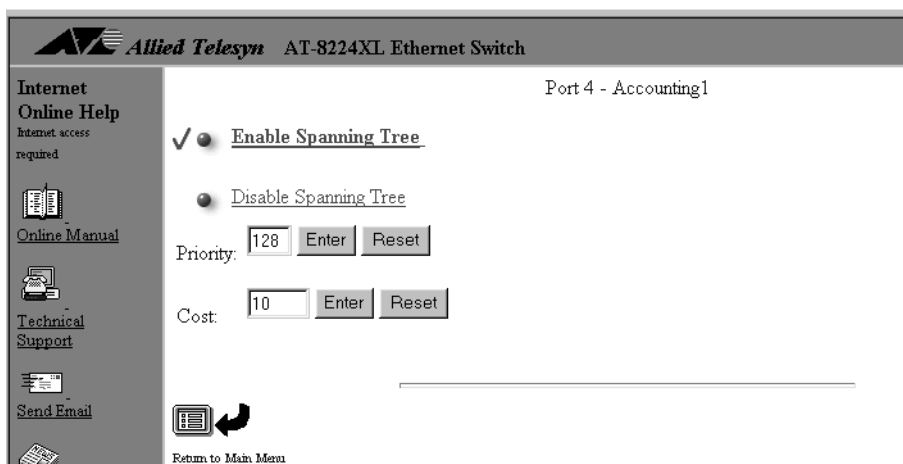 Allied Telesyn AT-8224XL Ethernet Switch
Internet
Online Help
Internet access
required
Online Manual
Technical
Support
Send Email
Port 4 - Accounting1
Enable Spanning Tree
Disable Spanning Tree
Priority: 128 Enter Reset
Cost: 10 Enter Reset
Return to Main Menu